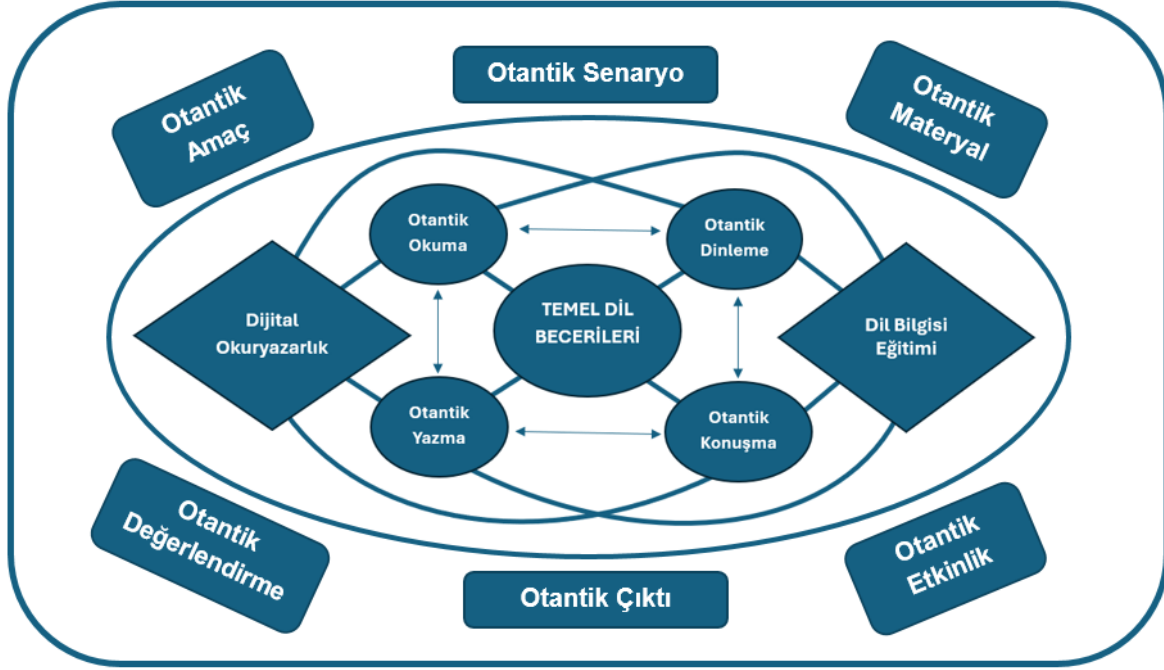 Otantik
Amaç
Otantik Senaryo
Otantik
Materyal
Otantik
Okuma
Otantik
Dinleme
TEMEL DİL
BECERİLERİ
Dijital
Okuryazarlık
Dil Bilgisi
Eğitimi
Otantik
Yazma
Otantik
Konuşma
Otantik
Değerlendirme
Otantik Çıktı
Otantik
Etkinlik